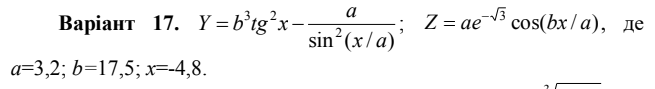 Варіант 17. Y = b³tg²x − a / sin²(x / a) ; Z = ae^(−√3) cos(bx / a), де
a=3,2; b=17,5; x=-4,8.